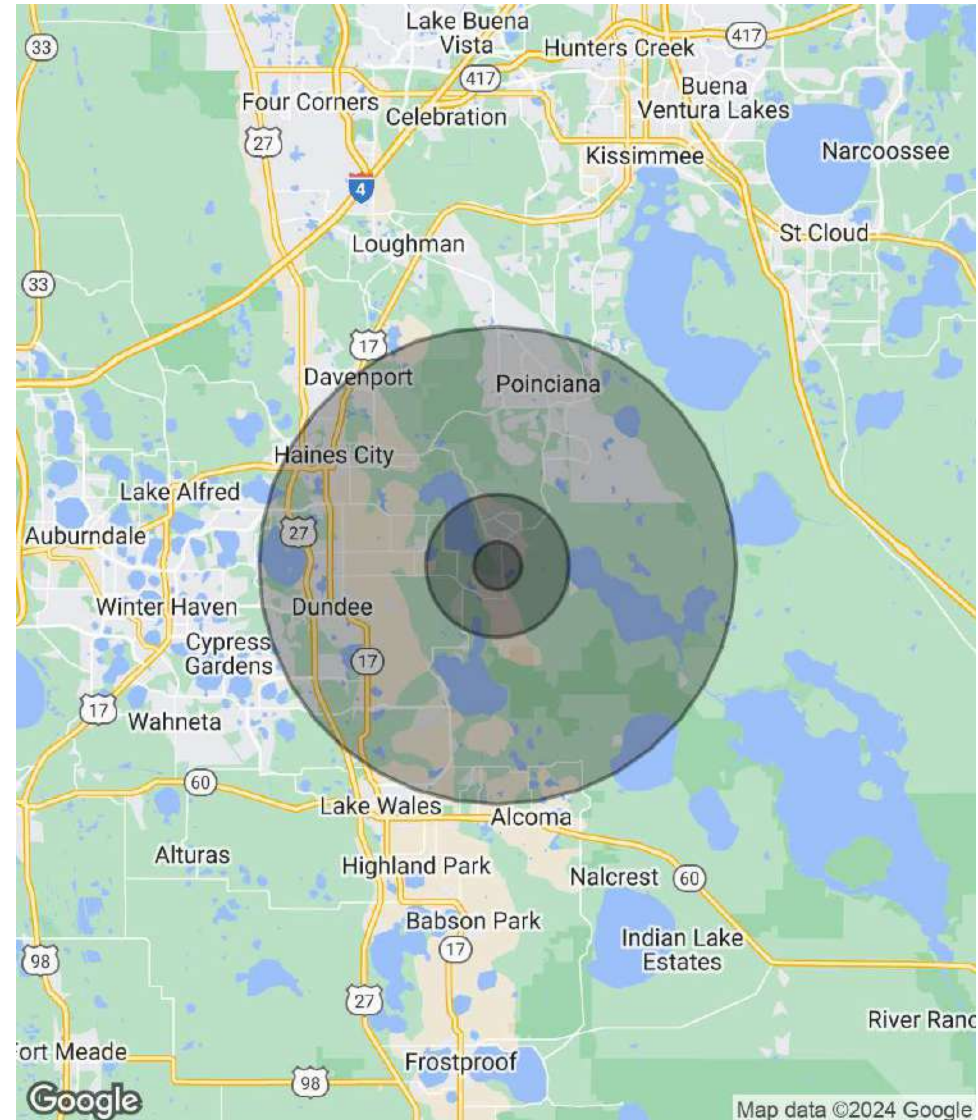 Lake Buena
Vista
33
417
Hunters Creek
417
Four Corners
Buena
Ventura Lakes
Celebration
27
Kissimmee
Narcoossee
4
St Cloud
Loughman
33
17
Davenport
Poinciana
Haines City
Lake Alfred
27
Auburndale
Winter Haven
Dundee
Cypress
Gardens
17
17
Wahneta
60
Lake Wales
Alcoma
Alturas
Highland Park
Nalcrest
60
Babson Park
17
Indian Lake
Estates
98
27
River Ranc
Fort Meade
Frostproof
98
Google
Map data ©2024 Google